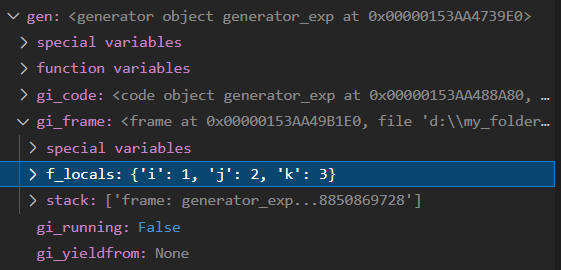 gen: <generator object generator_exp at 0x00000153AA4739E0>
special variables
function variables
gi_code: <code object generator_exp at 0x00000153AA488A80, ...
gi_frame: <frame at 0x00000153AA49B1E0, file 'd:\\my_folder...
special variables
f_locals: {'i': 1, 'j': 2, 'k': 3}
stack: ['frame: generator_exp...8850869728']
gi_running: False
gi_yieldfrom: None